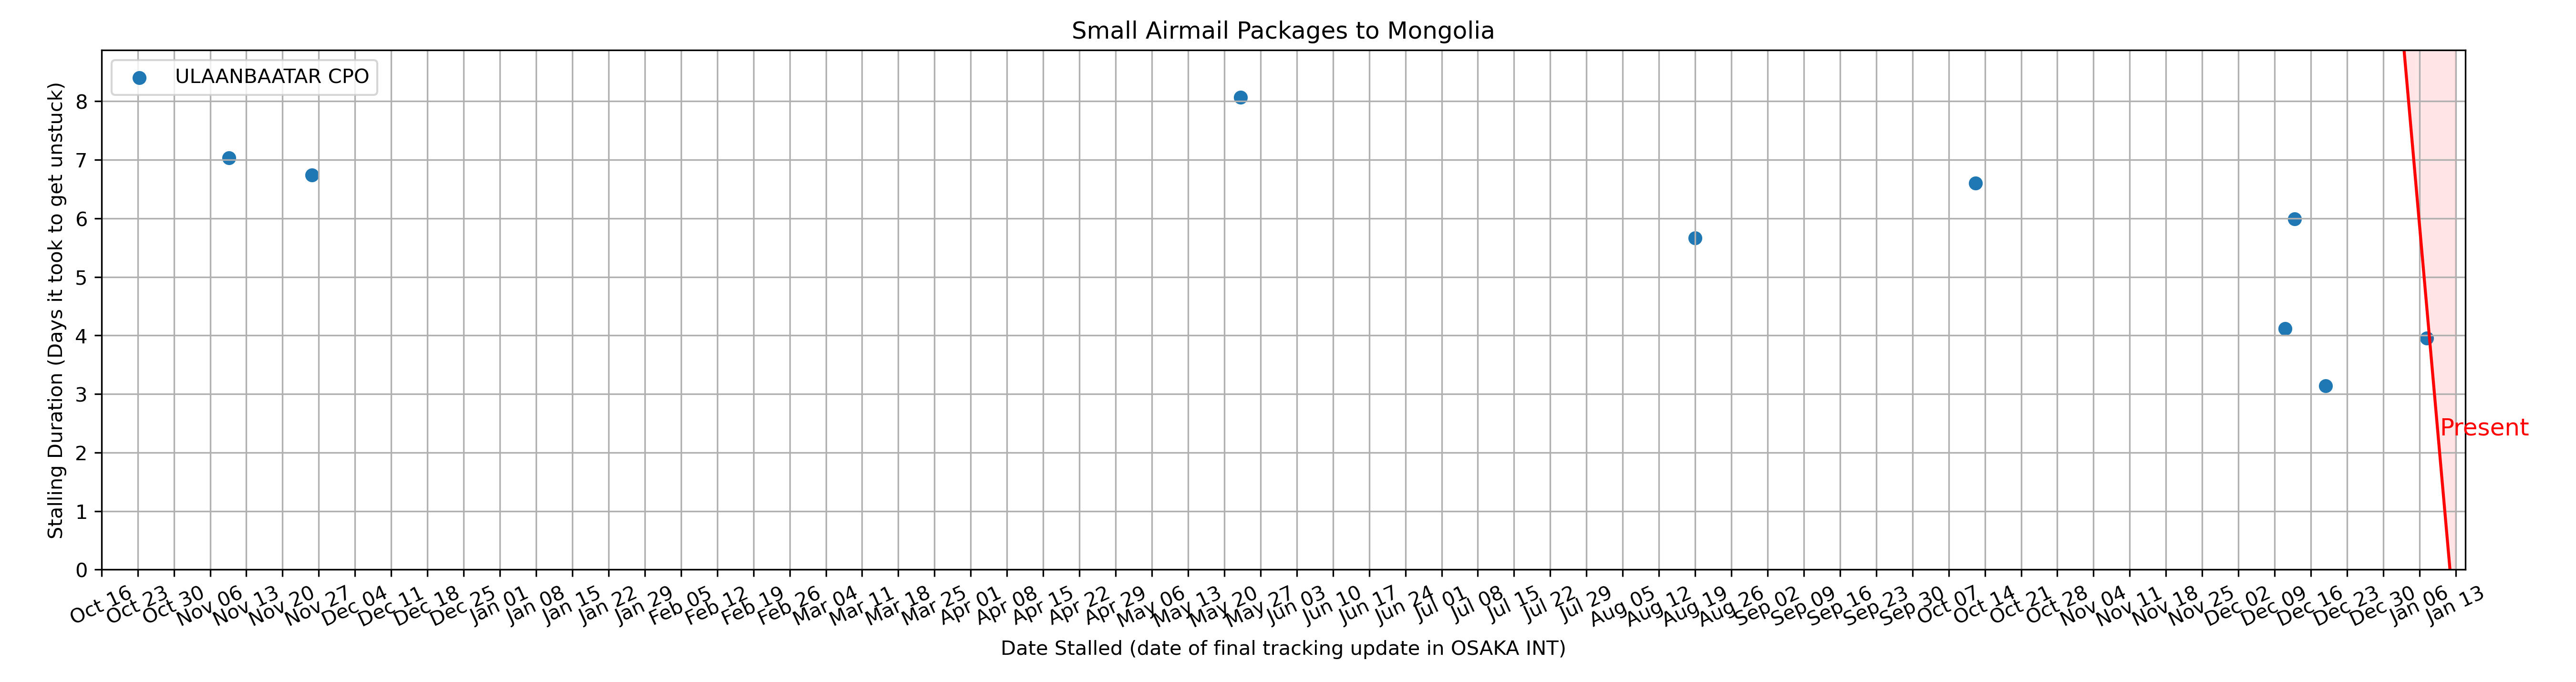 Small Airmail Packages to Mongolia
ULAANBAATAR CPO
Stalling Duration (Days it took to get unstuck)
8
7
6
5
4
3
2
1
0
Present
Oct 16 Oct 23 Oct 30 Nov 06 Nov 13 Nov 20 Nov 27 Dec 04 Dec 11 Dec 18 Dec 25 Jan 01 Jan 08 Jan 15 Jan 22 Jan 29 Feb 05 Feb 12 Feb 19 Feb 26 Mar 04 Mar 11 Mar 18 Mar 25 Apr 01 Apr 08 Apr 15 Apr 22 Apr 29 May 06 May 13 May 20 May 27 Jun 03 Jun 10 Jun 17 Jun 24 Jul 01 Jul 08 Jul 15 Jul 22 Jul 29 Aug 05 Aug 12 Aug 19 Aug 26 Sep 02 Sep 09 Sep 16 Sep 23 Sep 30 Oct 07 Oct 14 Oct 21 Oct 28 Nov 04 Nov 11 Nov 18 Nov 25 Dec 02 Dec 09 Dec 16 Dec 23 Dec 30 Jan 06 Jan 13
Date Stalled (date of final tracking update in OSAKA INT)